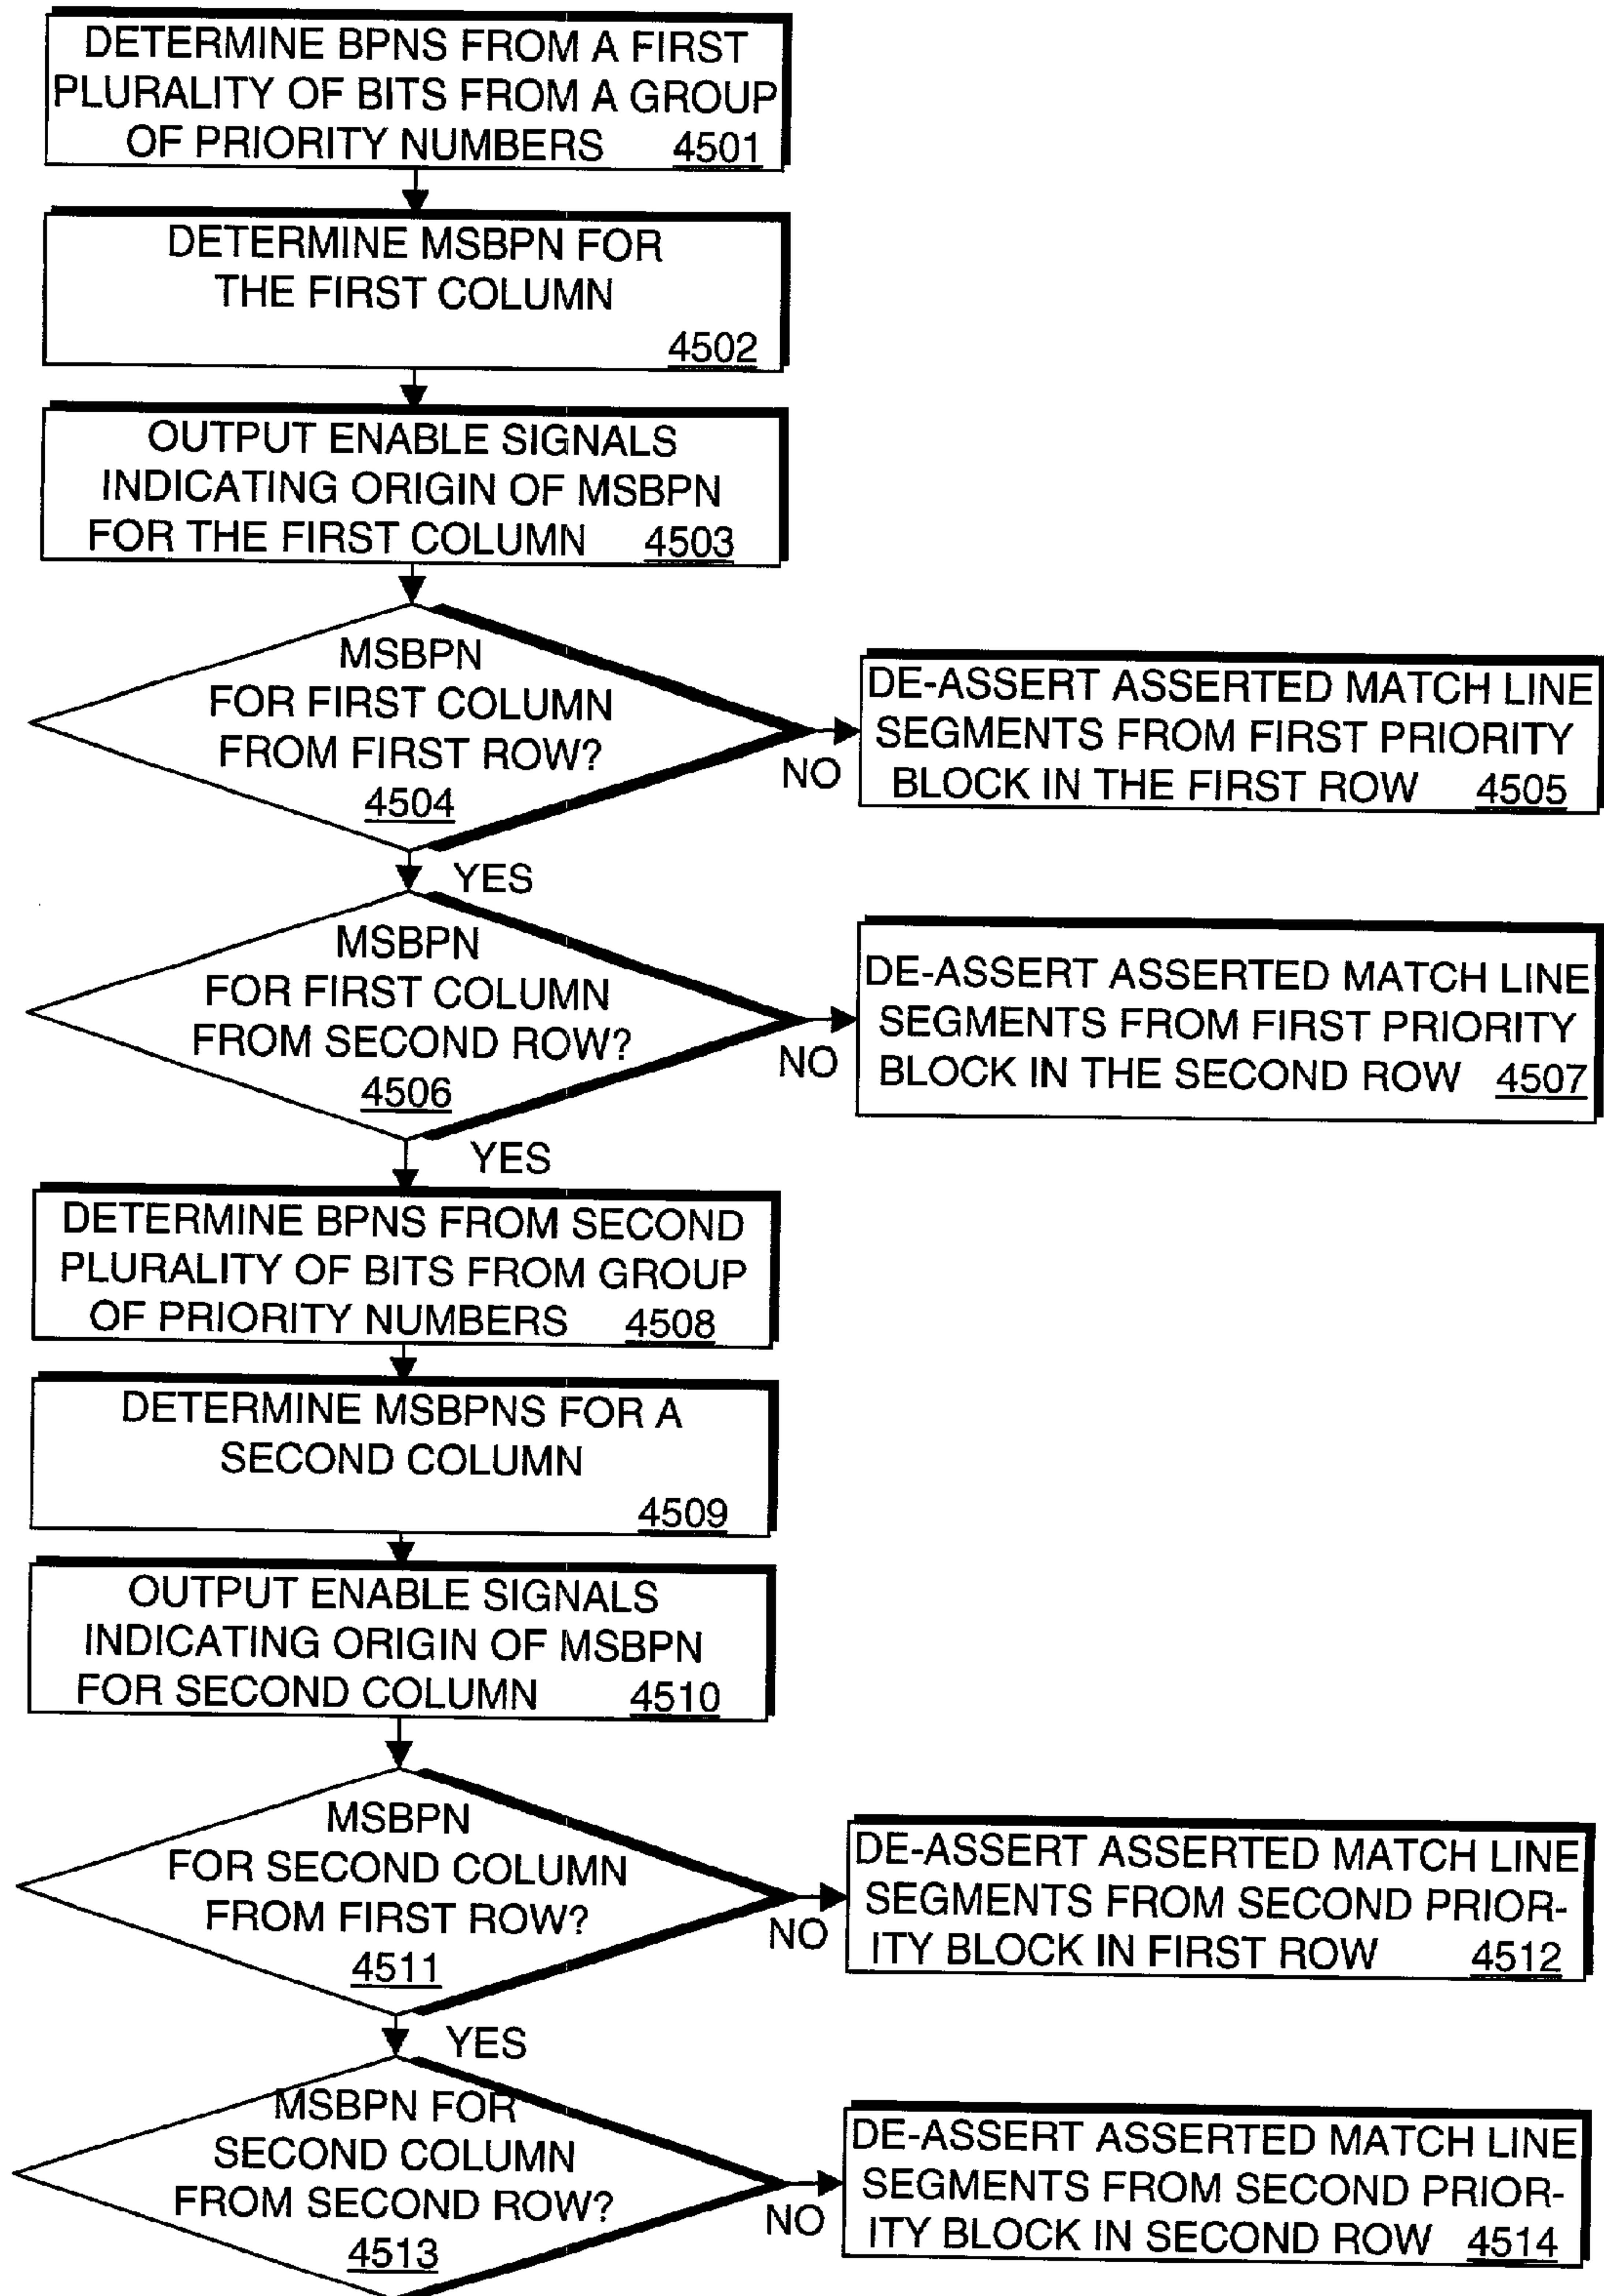 DETERMINE BPNS FROM A FIRST
PLURALITY OF BITS FROM A GROUP
OF PRIORITY NUMBERS 4501
DETERMINE MSBPN FOR
THE FIRST COLUMN
4502
OUTPUT ENABLE SIGNALS
INDICATING ORIGIN OF MSBPN
FOR THE FIRST COLUMN 4503
MSBPN
FOR FIRST COLUMN
FROM FIRST ROW?
4504
NO
DE-ASSERT ASSERTED MATCH LINE
SEGMENTS FROM FIRST PRIORITY
BLOCK IN THE FIRST ROW 4505
YES
MSBPN
FOR FIRST COLUMN
FROM SECOND ROW?
4506
NO
DE-ASSERT ASSERTED MATCH LINE
SEGMENTS FROM FIRST PRIORITY
BLOCK IN THE SECOND ROW 4507
YES
DETERMINE BPNS FROM SECOND
PLURALITY OF BITS FROM GROUP
OF PRIORITY NUMBERS 4508
DETERMINE MSBPNS FOR A
SECOND COLUMN
4509
OUTPUT ENABLE SIGNALS
INDICATING ORIGIN OF MSBPN
FOR SECOND COLUMN 4510
MSBPN
FOR SECOND COLUMN
FROM FIRST ROW?
4511
NO
DE-ASSERT ASSERTED MATCH LINE
SEGMENTS FROM SECOND PRIOR-
ITY BLOCK IN FIRST ROW 4512
YES
MSBPN FOR
SECOND COLUMN
FROM SECOND ROW?
4513
NO
DE-ASSERT ASSERTED MATCH LINE
SEGMENTS FROM SECOND PRIOR-
ITY BLOCK IN SECOND ROW 4514